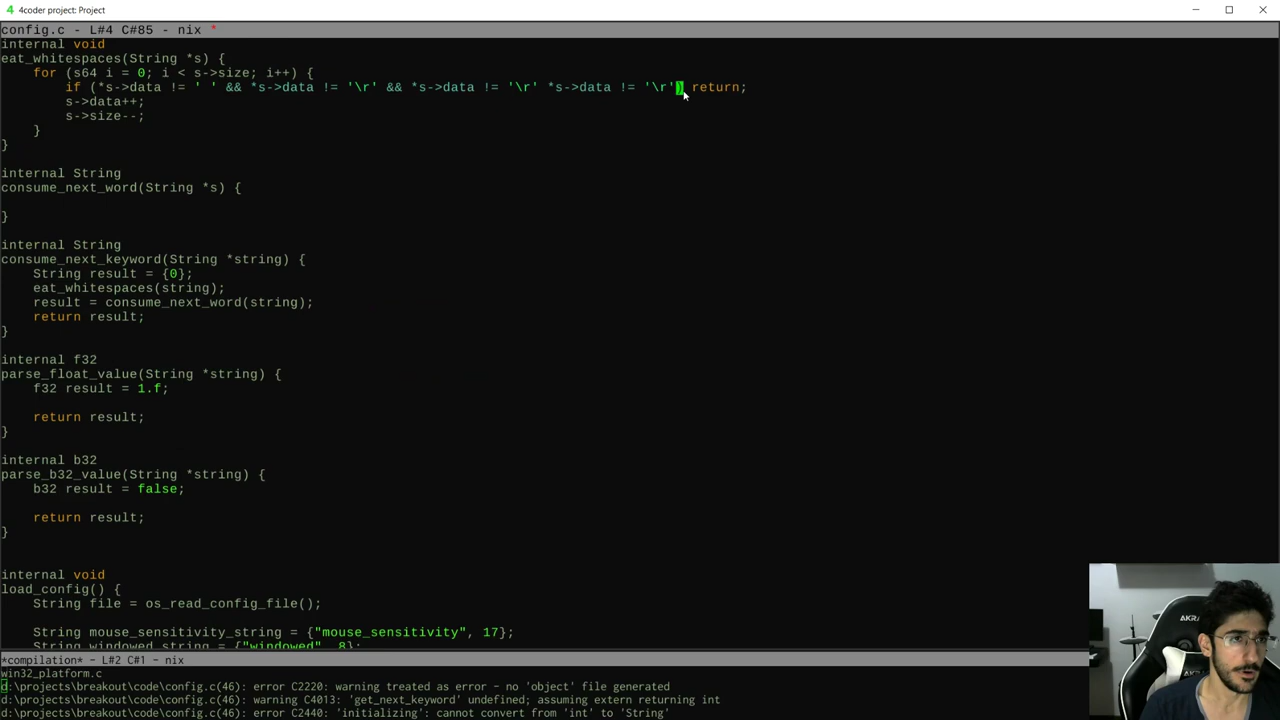 4 4coder project: Project
config.c - L#4 C#85 - nix *
internal void
eat_whitespaces(String *s) {
    for (s64 i = 0; i < s->size; i++) {
        if (*s->data != ' ' && *s->data != '\r' && *s->data != '\r' *s->data != '\r') return;
        s->data++;
        s->size--;
    }
}

internal String
consume_next_word(String *s) {

}

internal String
consume_next_keyword(String *string) {
    String result = {0};
    eat_whitespaces(string);
    result = consume_next_word(string);
    return result;
}

internal f32
parse_float_value(String *string) {
    f32 result = 1.f;

    return result;
}

internal b32
parse_b32_value(String *string) {
    b32 result = false;

    return result;
}

internal void
load_config() {
    String file = os_read_config_file();

    String mouse_sensitivity_string = {"mouse_sensitivity", 17};
    String windowed_string = {"windowed", 8};
*compilation* - L#2 C#1 - nix
win32_platform.c
d:\projects\breakout\code\config.c(46): error C2220: warning treated as error - no 'object' file generated
d:\projects\breakout\code\config.c(46): warning C4013: 'get_next_keyword' undefined; assuming extern returning int
d:\projects\breakout\code\config.c(46): error C2440: 'initializing': cannot convert from 'int' to 'String'
AKRA